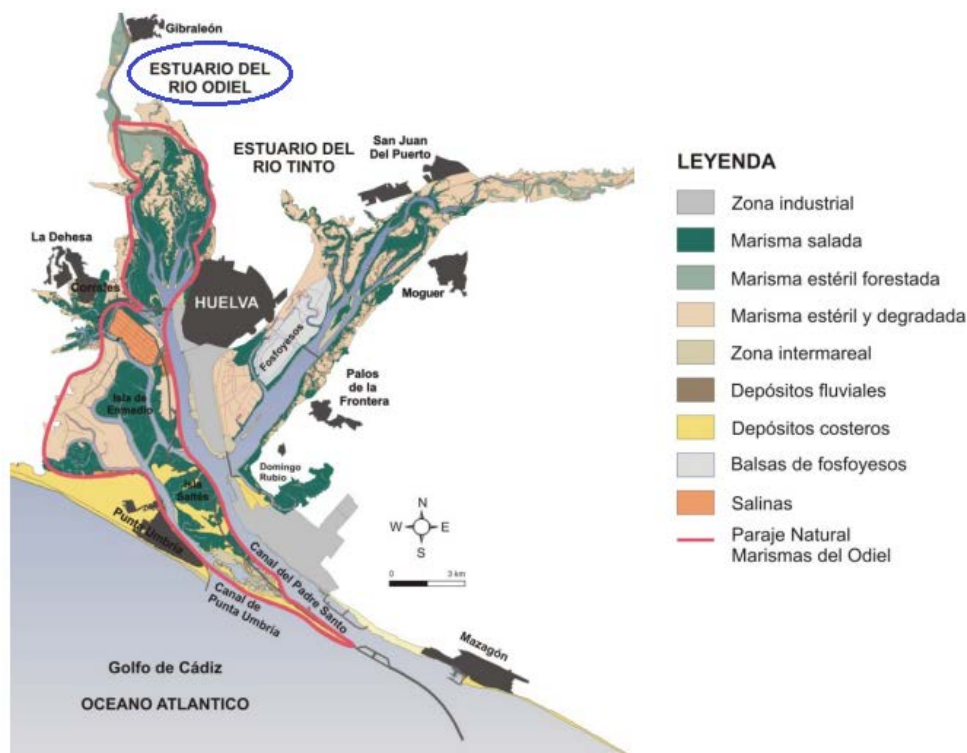 Gibraleón
ESTUARIO DEL
RIO ODIEL
ESTUARIO DEL
RIO TINTO
San Juan
Del Puerto
La Dehesa
Corrales
HUELVA
Moguer
Fosfoyesos
Palos
de la
Frontera
Isla de
Enmedio
Domingo
Rubio
Isla
Saltés
Punta Umbria
Canal del Padre Santo
Canal de
Punta Umbria
Mazagón
Golfo de Cádiz
OCEANO ATLANTICO
N
W
E
S
0
3 km
LEYENDA
Zona industrial
Marisma salada
Marisma estéril forestada
Marisma estéril y degradada
Zona intermareal
Depósitos fluviales
Depósitos costeros
Balsas de fosfoyesos
Salinas
Paraje Natural
Marismas del Odiel